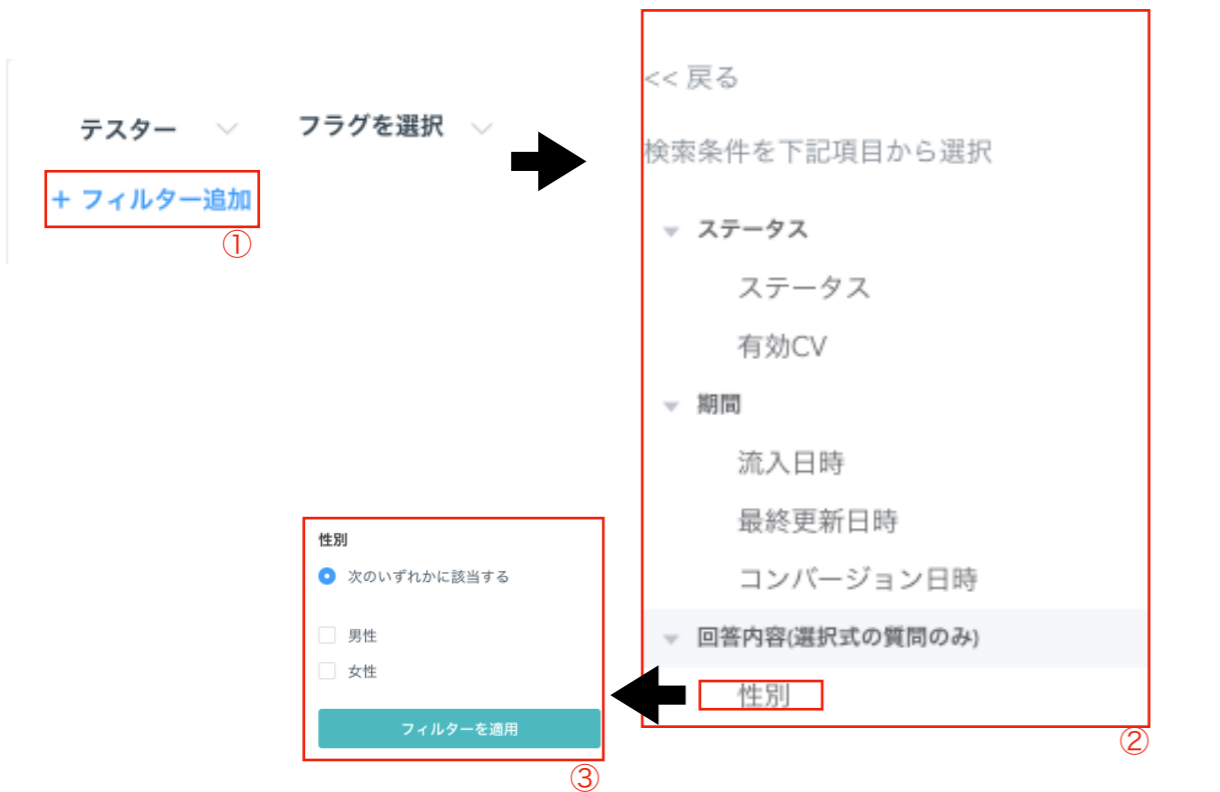 テスター
フラグを選択
+ フィルター追加
①
<< 戻る
検索条件を下記項目から選択
ステータス
ステータス
有効CV
期間
流入日時
最終更新日時
コンバージョン日時
回答内容(選択式の質問のみ)
性別
②
性別
次のいずれかに該当する
男性
女性
フィルターを適用
③